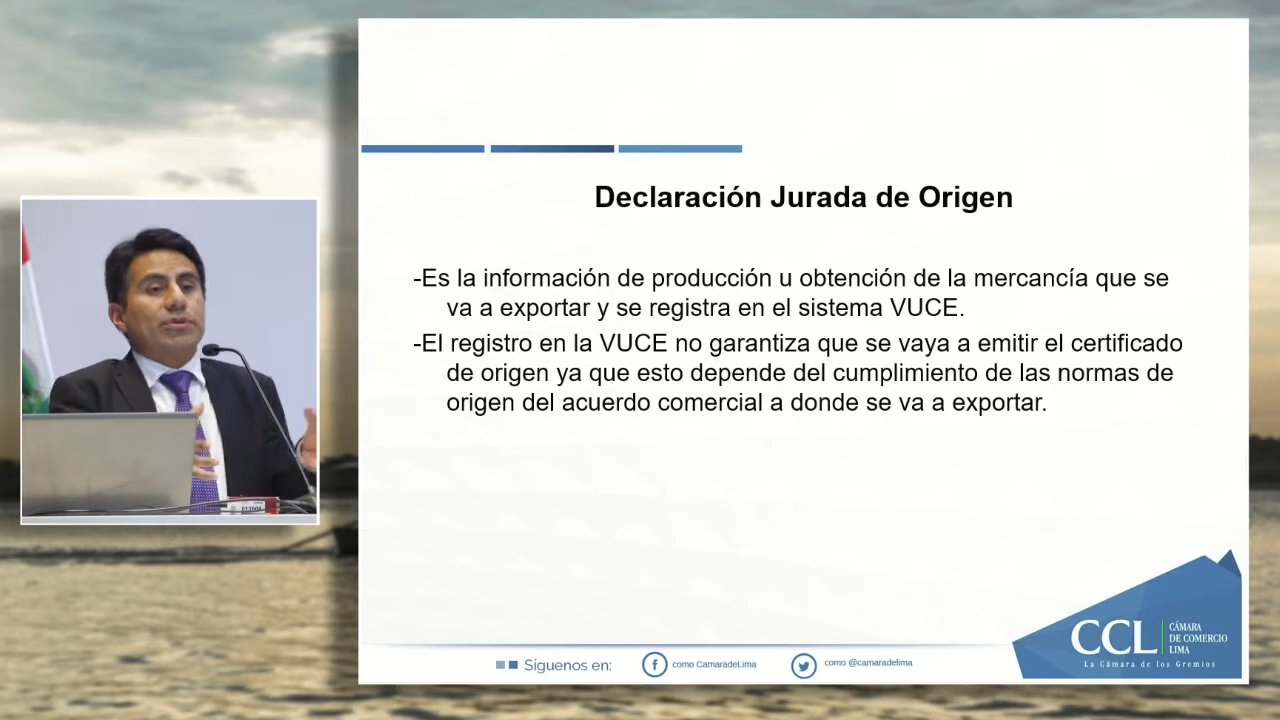 Declaración Jurada de Origen
-Es la información de producción u obtención de la mercancía que se
va a exportar y se registra en el sistema VUCE.
-El registro en la VUCE no garantiza que se vaya a emitir el certificado
de origen ya que esto depende del cumplimiento de las normas de
origen del acuerdo comercial a donde se va a exportar.
Síguenos en:
como CamaradeLima
como @camaradelima
CCL
CÁMARA
DE COMERCIO
LIMA
La Cámara de los Gremios